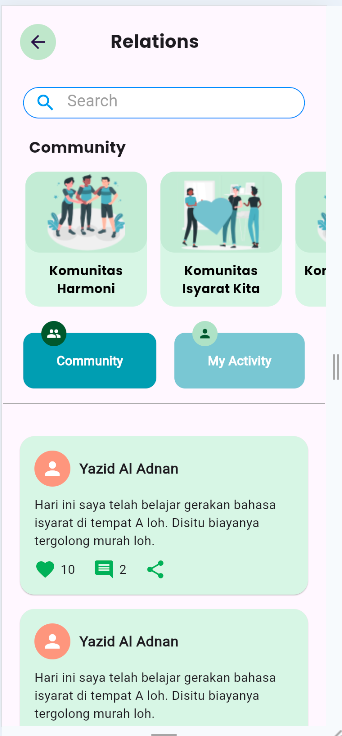 Relations
Search
Community
Komunitas
Harmoni
Komunitas
Isyarat Kita
Kor
Community
My Activity
Yazid Al Adnan
Hari ini saya telah belajar gerakan bahasa
isyarat di tempat A loh. Disitu biayanya
tergolong murah loh.
10
2
Yazid Al Adnan
Hari ini saya telah belajar gerakan bahasa
isyarat di tempat A loh. Disitu biayanya
tergolong murah loh.